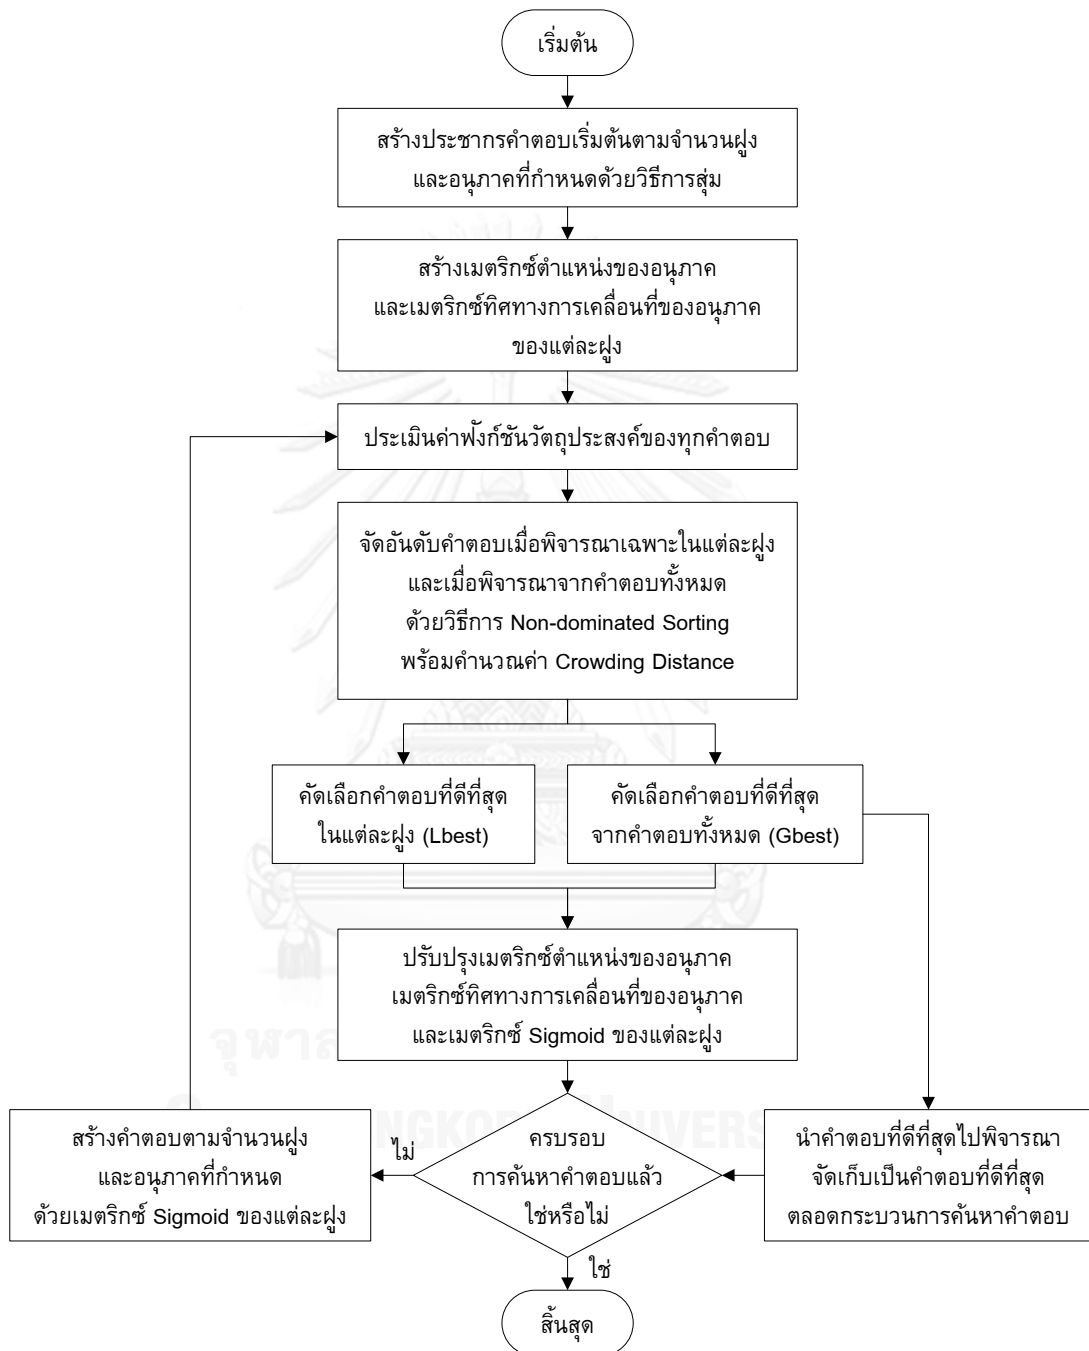 เริ่มต้น
สร้างประชากรคำตอบเริ่มต้นตามจำนวนฝูง
และอนุภาคที่กำหนดด้วยวิธีการสุ่ม
สร้างเมตริกซ์ตำแหน่งของอนุภาค
และเมตริกซ์ทิศทางการเคลื่อนที่ของอนุภาค
ของแต่ละฝูง
ประเมินค่าฟังก์ชันวัตถุประสงค์ของทุกคำตอบ
จัดอันดับคำตอบเมื่อพิจารณาเฉพาะในแต่ละฝูง
และเมื่อพิจารณาจากคำตอบทั้งหมด
ด้วยวิธีการ Non-dominated Sorting
พร้อมคำนวณค่า Crowding Distance
คัดเลือกคำตอบที่ดีที่สุด
ในแต่ละฝูง (Lbest)
คัดเลือกคำตอบที่ดีที่สุด
จากคำตอบทั้งหมด (Gbest)
ปรับปรุงเมตริกซ์ตำแหน่งของอนุภาค
เมตริกซ์ทิศทางการเคลื่อนที่ของอนุภาค
และเมตริกซ์ Sigmoid ของแต่ละฝูง
สร้างคำตอบตามจำนวนฝูง
และอนุภาคที่กำหนด
ด้วยเมตริกซ์ Sigmoid ของแต่ละฝูง
ไม่
ครบรอบ
การค้นหาคำตอบแล้ว
ใช่หรือไม่
นำคำตอบที่ดีที่สุดไปพิจารณา
จัดเก็บเป็นคำตอบที่ดีที่สุด
ตลอดกระบวนการค้นหาคำตอบ
ใช่
สิ้นสุด